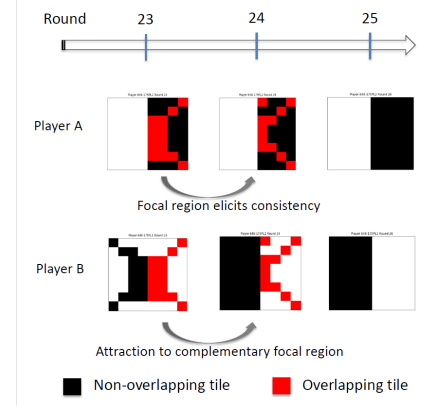 Round 23 24 25
Player A
Focal region elicits consistency
Player B
Attraction to complementary focal region
Non-overlapping tile Overlapping tile